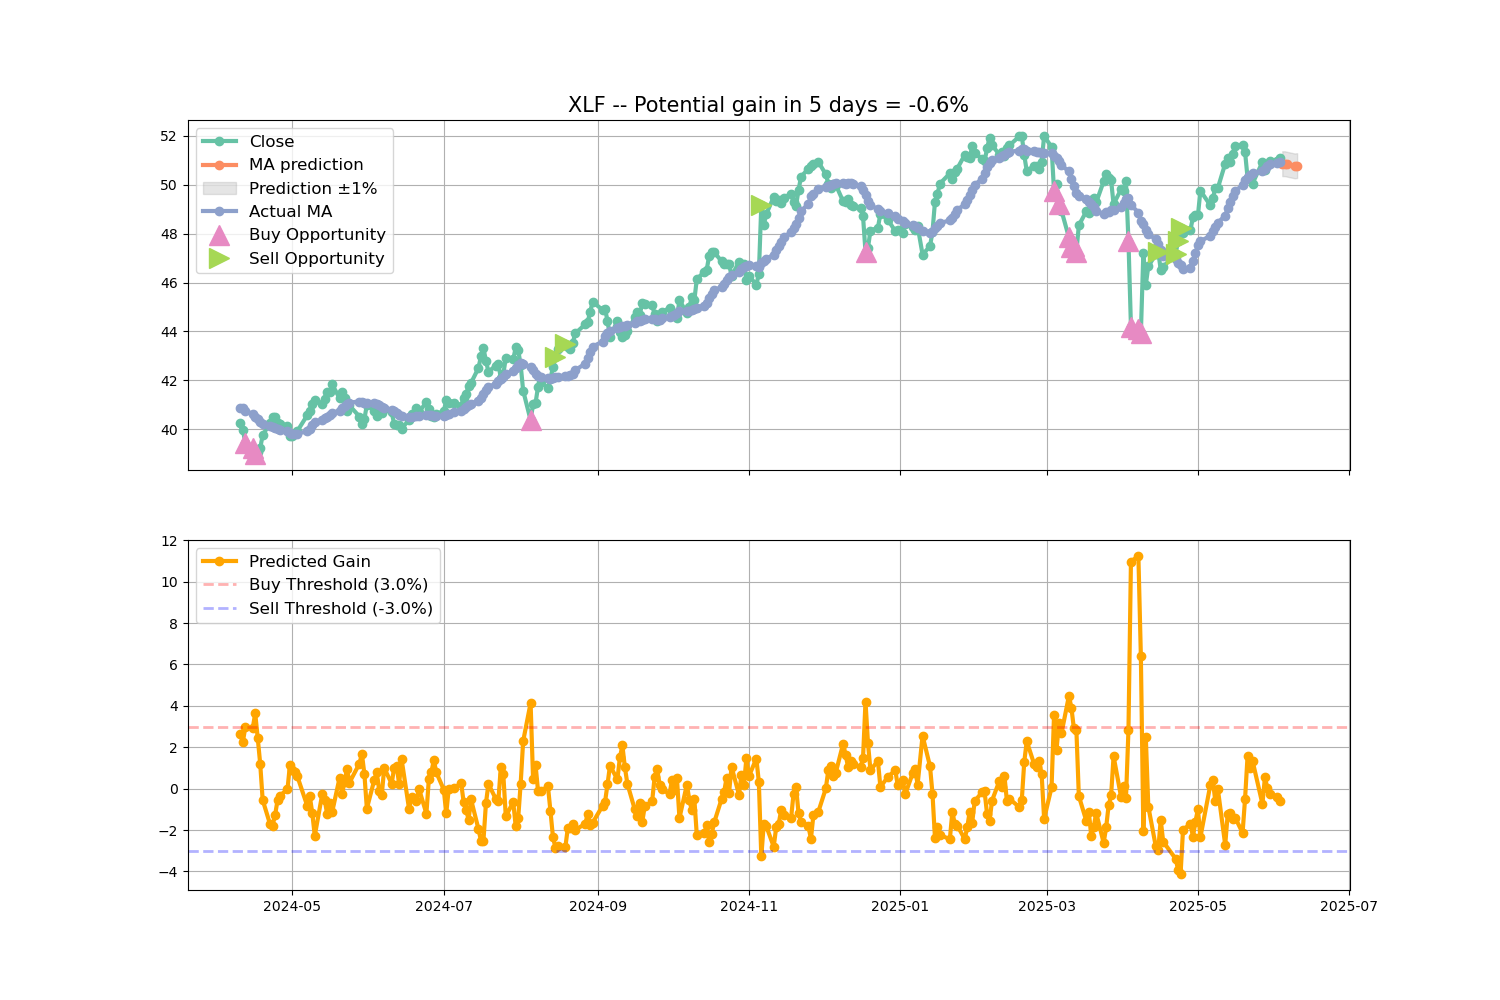 XLF -- Potential gain in 5 days = -0.6%
52
50
48
46
44
42
40
Close
MA prediction
Prediction ±1%
Actual MA
Buy Opportunity
Sell Opportunity
12
10
8
6
4
2
0
−2
−4
Predicted Gain
Buy Threshold (3.0%)
Sell Threshold (-3.0%)
2024-05
2024-07
2024-09
2024-11
2025-01
2025-03
2025-05
2025-07